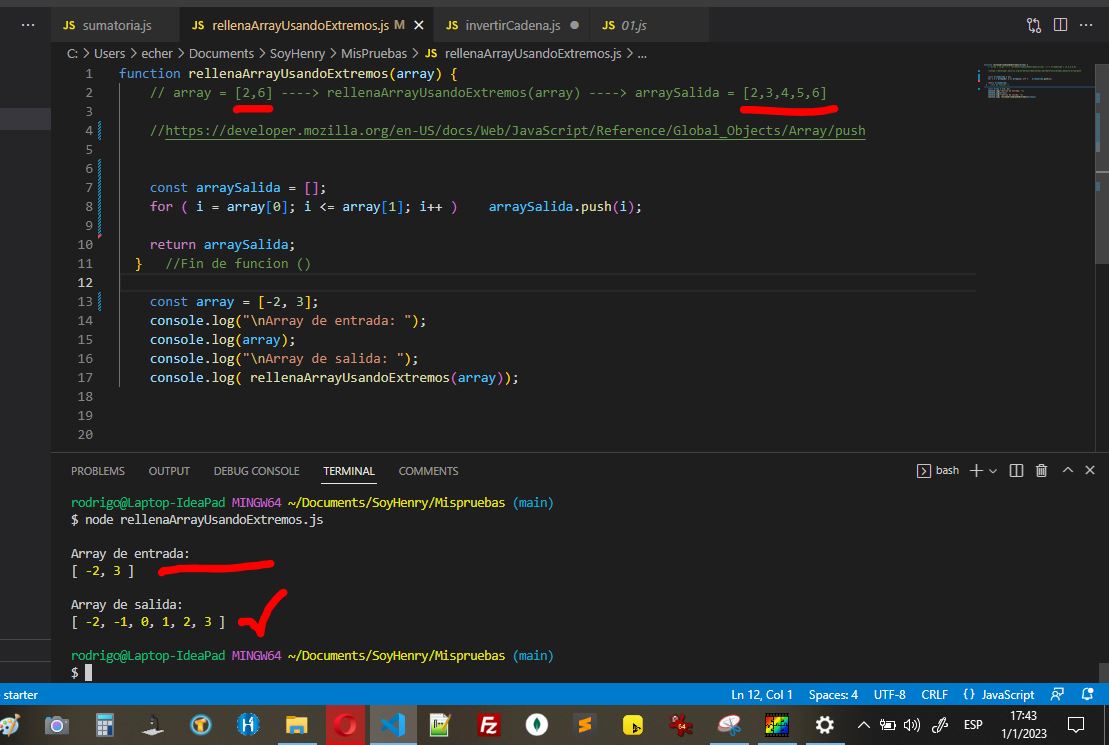 sumatoria.js
rellenaArrayUsandoExtremos.js M
invertirCadena.js
01.js
C: > Users > echer > Documents > SoyHenry > MisPruebas > JS rellenaArrayUsandoExtremos.js > ...
1 function rellenaArrayUsandoExtremos(array) {
2 // array = [2,6] ----> rellenaArrayUsandoExtremos(array) ----> arraySalida = [2,3,4,5,6]
3
4 //https://developer.mozilla.org/en-US/docs/Web/JavaScript/Reference/Global_Objects/Array/push
5
6
7 const arraySalida = [];
8 for ( i = array[0]; i <= array[1]; i++ ) arraySalida.push(i);
9
10 return arraySalida;
11 } //Fin de funcion ()
12
13 const array = [-2, 3];
14 console.log("\nArray de entrada: ");
15 console.log(array);
16 console.log("\nArray de salida: ");
17 console.log( rellenaArrayUsandoExtremos(array));
18
19
20
PROBLEMS OUTPUT DEBUG CONSOLE TERMINAL COMMENTS
bash
rodrigo@Laptop-IdeaPad MINGW64 ~/Documents/SoyHenry/Mispruebas (main)
$ node rellenaArrayUsandoExtremos.js
Array de entrada:
[ -2, 3 ]
Array de salida:
[ -2, -1, 0, 1, 2, 3 ]
rodrigo@Laptop-IdeaPad MINGW64 ~/Documents/SoyHenry/Mispruebas (main)
$
starter
Ln 12, Col 1 Spaces: 4 UTF-8 CRLF {} JavaScript
ESP
17:43
1/1/2023